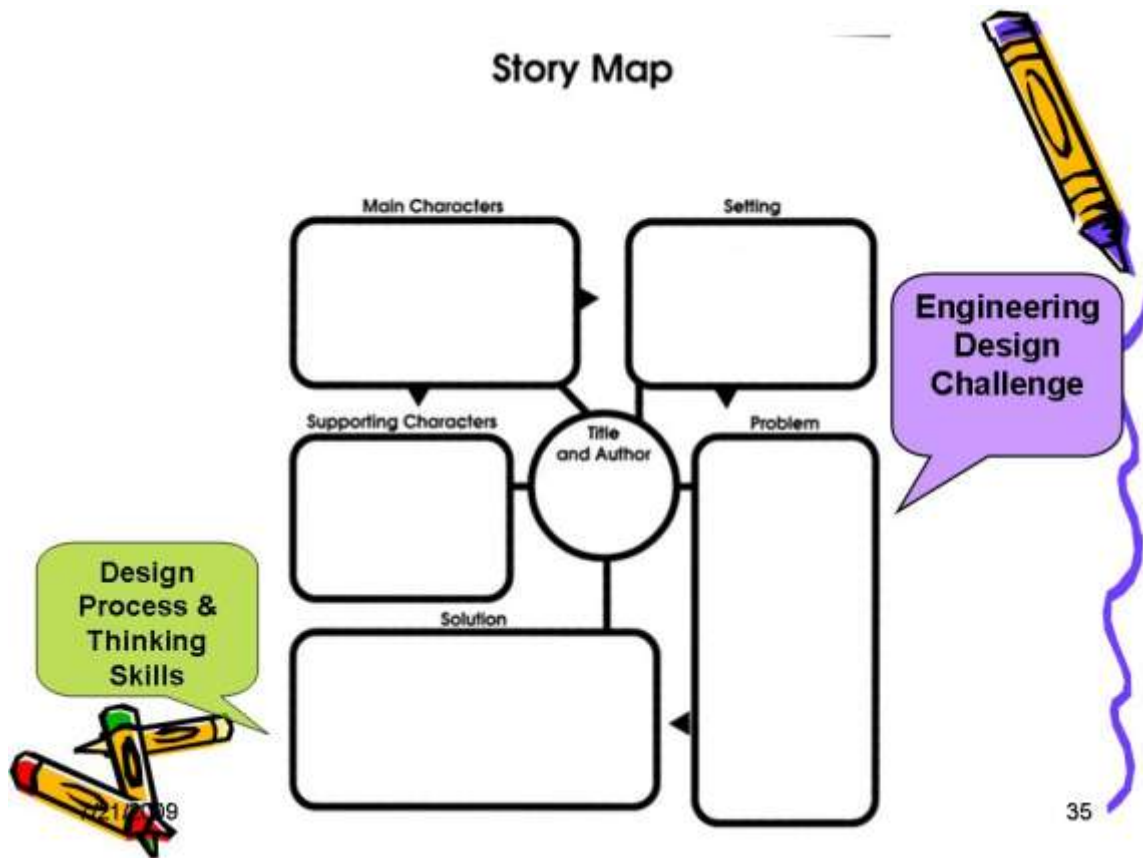 Story Map
Main Characters
Setting
Engineering
Design
Challenge
Supporting Characters
Title
and Author
Problem
Design
Process &
Thinking
Skills
Solution
35